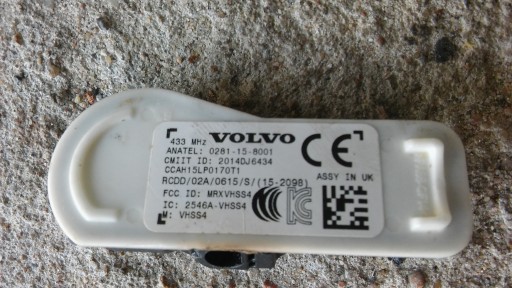 433 MHz VOLVO
ANATEL: 0281-15-8001
CMIIT ID: 2014DJ6434
CCAH15LP0170T1
RCDD/02A/0615/S/(15-2098)
FCC ID: MRXVHSS4
IC: 2546A-VHSS4
M: VHSS4
CE
ASSY IN UK